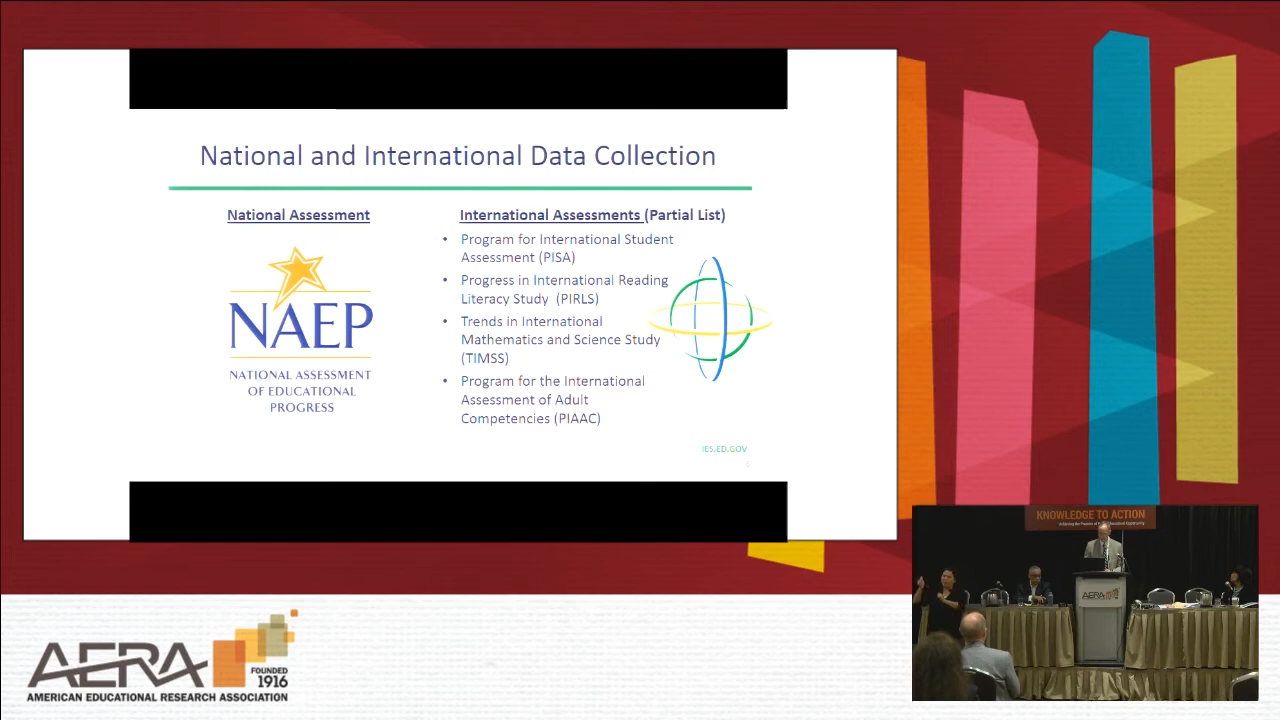 National and International Data Collection
National Assessment
NAEP
NATIONAL ASSESSMENT
OF EDUCATIONAL
PROGRESS
International Assessments (Partial List)
• Program for International Student
Assessment (PISA)
• Progress in International Reading
Literacy Study (PIRLS)
• Trends in International
Mathematics and Science Study
(TIMSS)
• Program for the International
Assessment of Adult
Competencies (PIAAC)
IES.ED.GOV
KNOWLEDGE TO ACTION
AERA
AERA
FOUNDED
1916
AMERICAN EDUCATIONAL RESEARCH ASSOCIATION